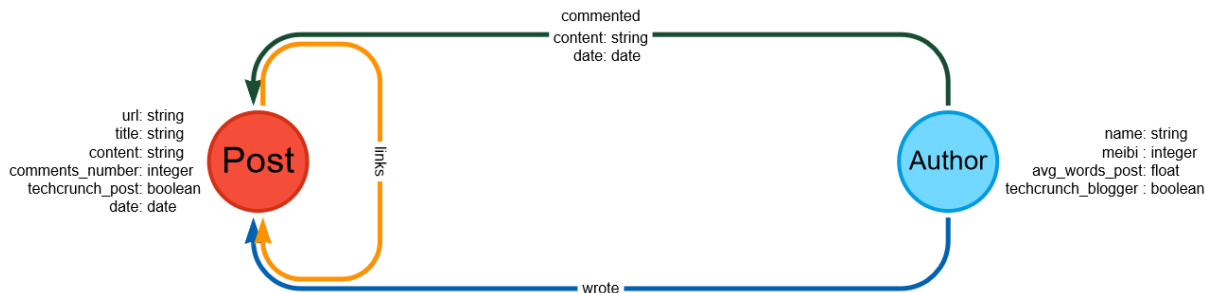 commented
content: string
date: date
url: string
title: string
content: string
comments_number: integer
techcrunch_post: boolean
date: date
Post
links
Author
name: string
meibi : integer
avg_words_post: float
techcrunch_blogger : boolean
wrote